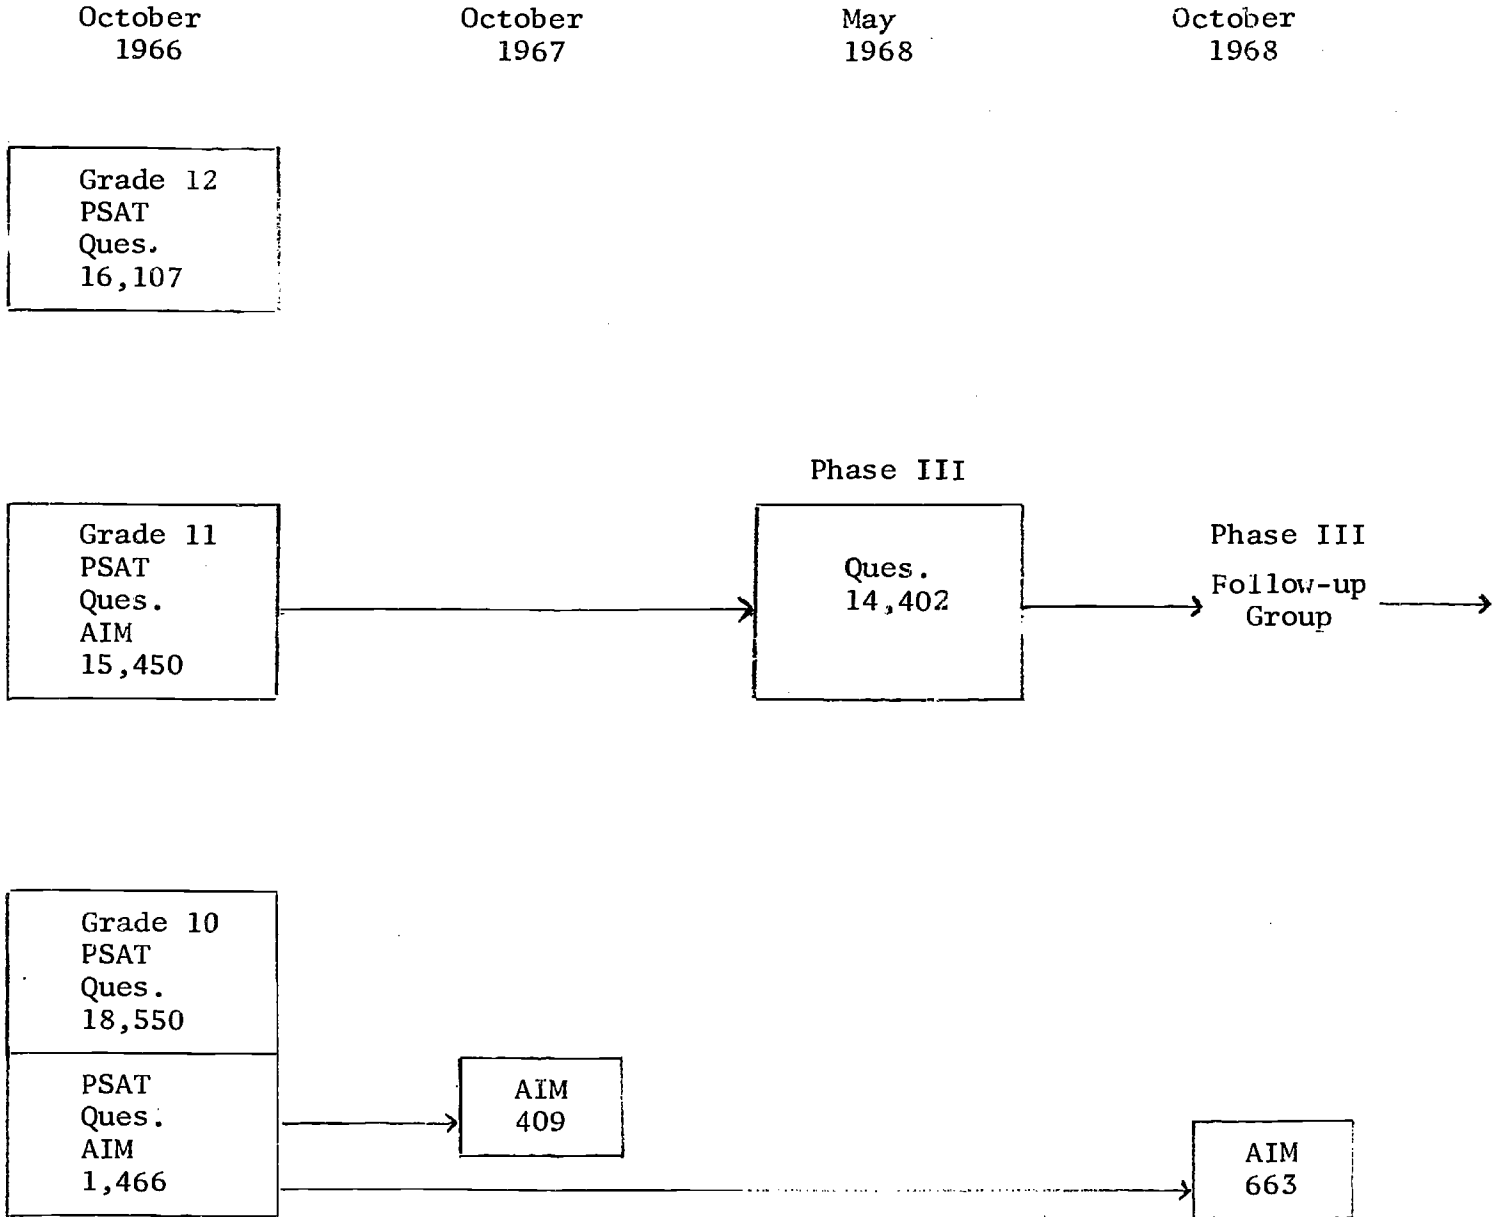 October
1966
October
1967
May
1968
October
1968
Grade 12
PSAT
Ques.
16,107
Phase III
Grade 11
PSAT
Ques.
AIM
15,450
Ques.
14,402
Phase III
Follow-up
Group
Grade 10
PSAT
Ques.
18,550
PSAT
Ques.
AIM
1,466
AIM
409
AIM
663